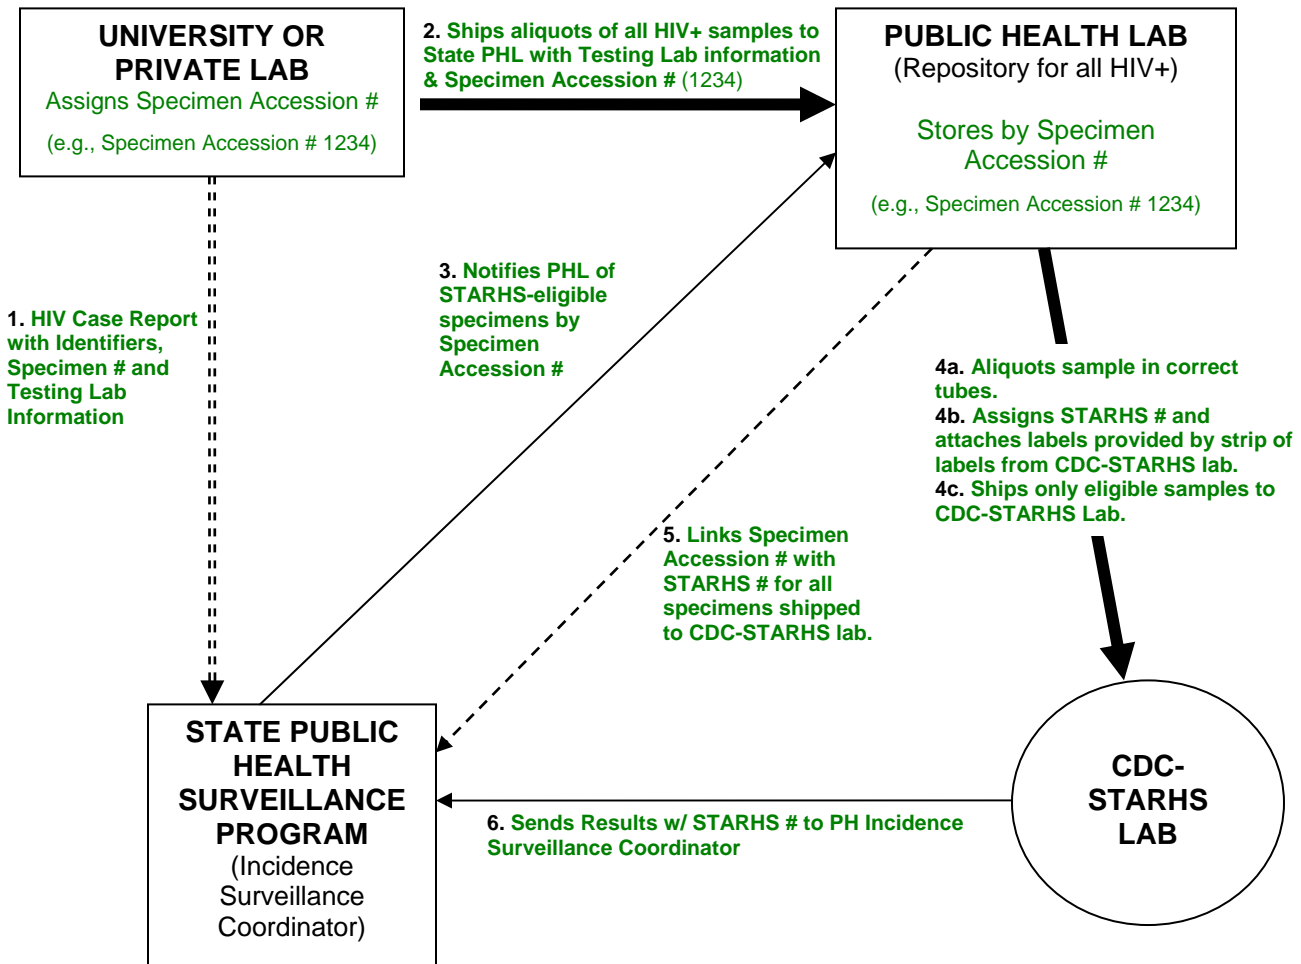 UNIVERSITY OR
PRIVATE LAB
Assigns Specimen Accession #
(e.g., Specimen Accession # 1234)
2. Ships aliquots of all HIV+ samples to
State PHL with Testing Lab information
& Specimen Accession # (1234)
PUBLIC HEALTH LAB
(Repository for all HIV+)
Stores by Specimen
Accession #
(e.g., Specimen Accession # 1234)
1. HIV Case Report
with Identifiers,
Specimen # and
Testing Lab
Information
3. Notifies PHL of
STARHS-eligible
specimens by
Specimen
Accession #
4a. Aliquots sample in correct
tubes.
4b. Assigns STARHS # and
attaches labels provided by strip of
labels from CDC-STARHS lab.
4c. Ships only eligible samples to
CDC-STARHS Lab.
5. Links Specimen
Accession # with
STARHS # for all
specimens shipped
to CDC-STARHS lab.
STATE PUBLIC
HEALTH
SURVEILLANCE
PROGRAM
(Incidence
Surveillance
Coordinator)
6. Sends Results w/ STARHS # to PH Incidence
Surveillance Coordinator
CDC-
STARHS
LAB